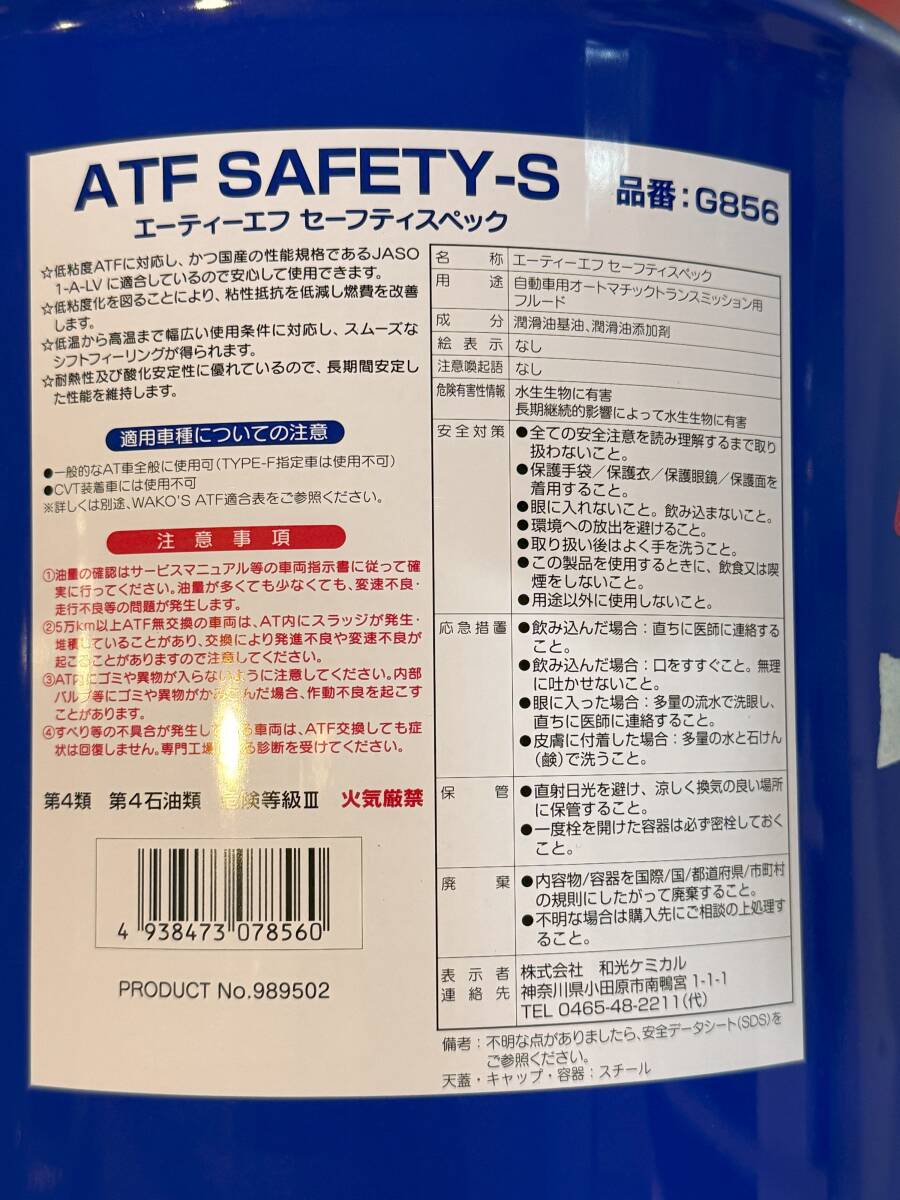 ATF SAFETY-S
品番：G856
エーティーエフ セーフティスペック
☆低粘度ATFに対応し、かつ国産の性能規格であるJASO
1-A-LV に適合しているので安心して使用できます。
☆低粘度化を図ることにより、粘性抵抗を低減し燃費を改善
します。
☆低温から高温まで幅広い使用条件に対応し、スムーズな
シフトフィーリングが得られます。
☆耐熱性及び酸化安定性に優れているので、長期間安定し
た性能を維持します。
適用車種についての注意
●一般的なAT車全般に使用可（TYPE-F指定車は使用不可）
●CVT装着車には使用不可
※詳しくは別途、WAKO'S ATF適合表をご参照ください。
注意事項
①油量の確認はサービスマニュアル等の車両指示書に従って確
実に行ってください。油量が多くても少なくても、変速不良・
走行不良等の問題が発生します。
②5万km以上ATF無交換の車両は、AT内にスラッジが発生・
堆積していることがあり、交換により発進不良や変速不良が
起こることがありますので注意してください。
③AT内にゴミや異物が入らないように注意してください。内部
バルブ等にゴミや異物がかみこんだ場合、作動不良を起こす
ことがあります。
④すべり等の不具合が発生している車両は、ATF交換しても症
状は回復しません。専門工場による診断を受けてください。
第4類 第4石油類 危険等級Ⅲ 火気厳禁
4 938473 078560
PRODUCT No.989502
名称 エーティーエフ セーフティスペック
用途 自動車用オートマチックトランスミッション用
フルード
成分 潤滑油基油、潤滑油添加剤
絵表示 なし
注意喚起語 なし
危険有害性情報 水生生物に有害
長期継続的影響によって水生生物に有害
安全対策 ●全ての安全注意を読み理解するまで取り
扱わないこと。
●保護手袋／保護衣／保護眼鏡／保護面を
着用すること。
●眼に入れないこと。飲み込まないこと。
●環境への放出を避けること。
●取り扱い後はよく手を洗うこと。
●この製品を使用するときに、飲食又は喫
煙をしないこと。
●用途以外に使用しないこと。
応急措置 ●飲み込んだ場合：直ちに医師に連絡する
こと。
●飲み込んだ場合：口をすすぐこと。無理
に吐かせないこと。
●眼に入った場合：多量の流水で洗眼し、
直ちに医師に連絡すること。
●皮膚に付着した場合：多量の水と石けん
（鹸）で洗うこと。
保管 ●直射日光を避け、涼しく換気の良い場所
に保管すること。
●一度栓を開けた容器は必ず密栓しておく
こと。
廃棄 ●内容物/容器を国際/国/都道府県/市町村
の規則にしたがって廃棄すること。
●不明な場合は購入先にご相談の上処理す
ること。
表示者 株式会社 和光ケミカル
連絡先 神奈川県小田原市南鴨宮 1-1-1
TEL 0465-48-2211（代）
備考：不明な点がありましたら、安全データシート（SDS）を
ご参照ください。
天蓋・キャップ・容器：スチール